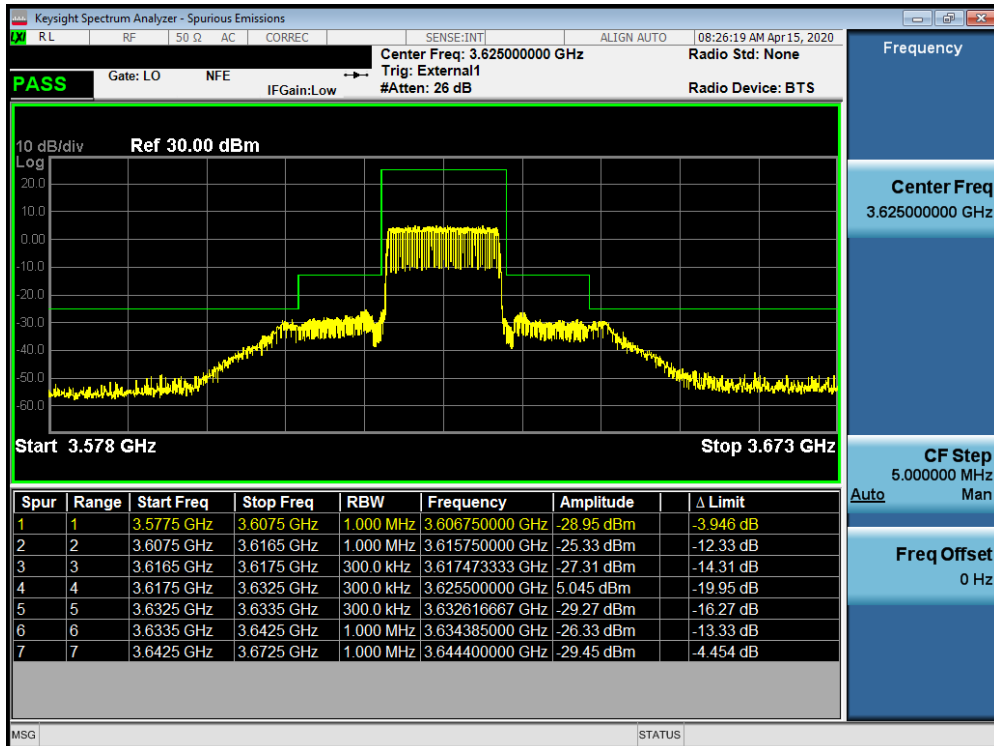 Keysight Spectrum Analyzer - Spurious Emissions
LXI RL RF 50 Ω AC CORREC SENSE:INT ALIGN AUTO 08:26:19 AM Apr 15, 2020
Center Freq: 3.625000000 GHz Radio Std: None
PASS Gate: LO NFE Trig: External1
IFGain:Low #Atten: 26 dB Radio Device: BTS
Frequency
10 dB/div Ref 30.00 dBm
Log
20.0
10.0
0.00
-10.0
-20.0
-30.0
-40.0
-50.0
-60.0
Start 3.578 GHz Stop 3.673 GHz
Spur Range Start Freq Stop Freq RBW Frequency Amplitude Δ Limit
1 1 3.5775 GHz 3.6075 GHz 1.000 MHz 3.606750000 GHz -28.95 dBm -3.946 dB
2 2 3.6075 GHz 3.6165 GHz 1.000 MHz 3.615750000 GHz -25.33 dBm -12.33 dB
3 3 3.6165 GHz 3.6175 GHz 300.0 kHz 3.617473333 GHz -27.31 dBm -14.31 dB
4 4 3.6175 GHz 3.6325 GHz 300.0 kHz 3.625500000 GHz 5.045 dBm -19.95 dB
5 5 3.6325 GHz 3.6335 GHz 300.0 kHz 3.632616667 GHz -29.27 dBm -16.27 dB
6 6 3.6335 GHz 3.6425 GHz 1.000 MHz 3.634385000 GHz -26.33 dBm -13.33 dB
7 7 3.6425 GHz 3.6725 GHz 1.000 MHz 3.644400000 GHz -29.45 dBm -4.454 dB
Center Freq
3.625000000 GHz
CF Step
5.000000 MHz
Auto Man
Freq Offset
0 Hz
MSG STATUS